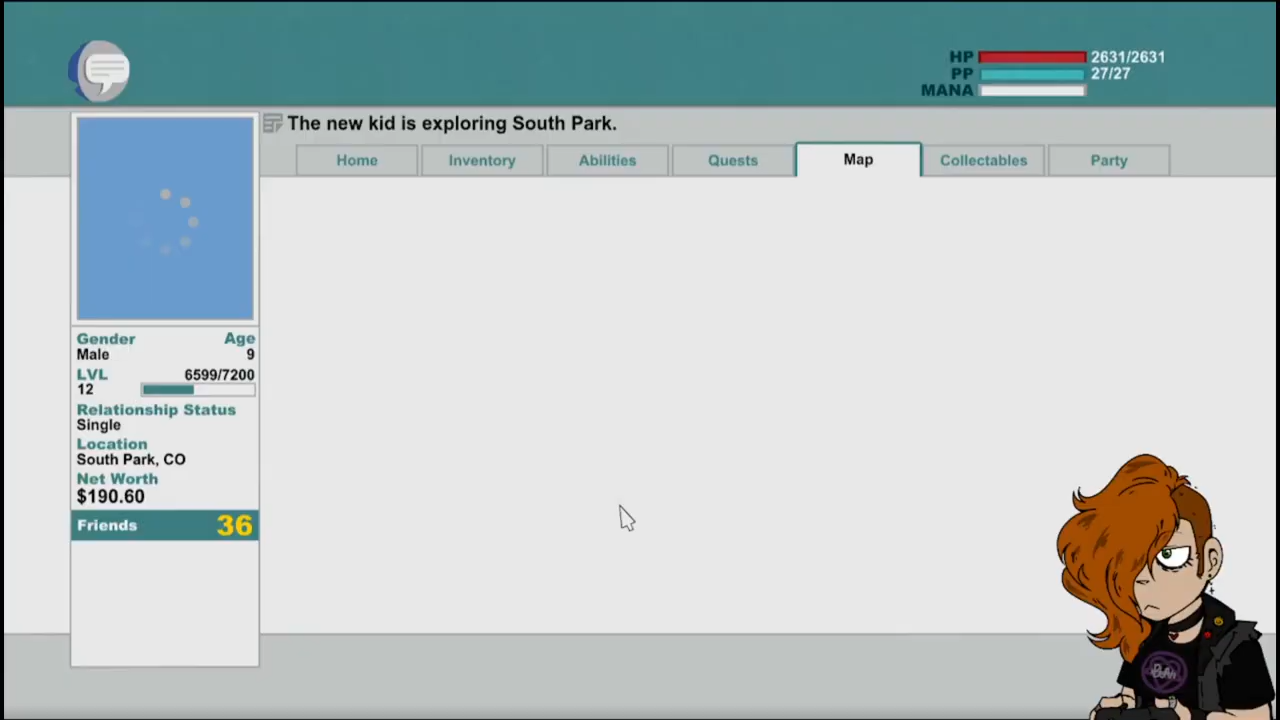 HP 2631/2631
PP 27/27
MANA
The new kid is exploring South Park.
Home Inventory Abilities Quests Map Collectables Party
Gender Age
Male 9
LVL 6599/7200
12
Relationship Status
Single
Location
South Park, CO
Net Worth
$190.60
Friends 36